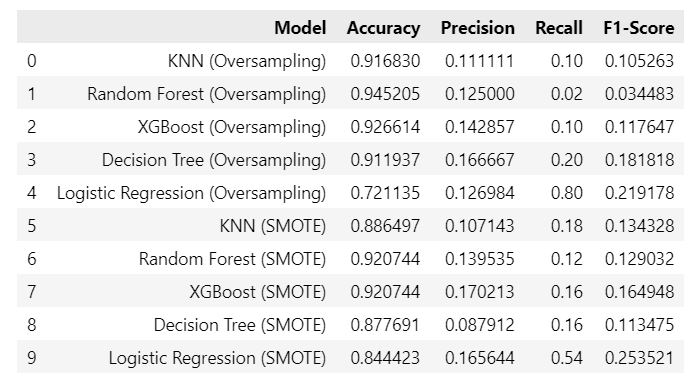 Model Accuracy Precision Recall F1-Score
0 KNN (Oversampling) 0.916830 0.111111 0.10 0.105263
1 Random Forest (Oversampling) 0.945205 0.125000 0.02 0.034483
2 XGBoost (Oversampling) 0.926614 0.142857 0.10 0.117647
3 Decision Tree (Oversampling) 0.911937 0.166667 0.20 0.181818
4 Logistic Regression (Oversampling) 0.721135 0.126984 0.80 0.219178
5 KNN (SMOTE) 0.886497 0.107143 0.18 0.134328
6 Random Forest (SMOTE) 0.920744 0.139535 0.12 0.129032
7 XGBoost (SMOTE) 0.920744 0.170213 0.16 0.164948
8 Decision Tree (SMOTE) 0.877691 0.087912 0.16 0.113475
9 Logistic Regression (SMOTE) 0.844423 0.165644 0.54 0.253521